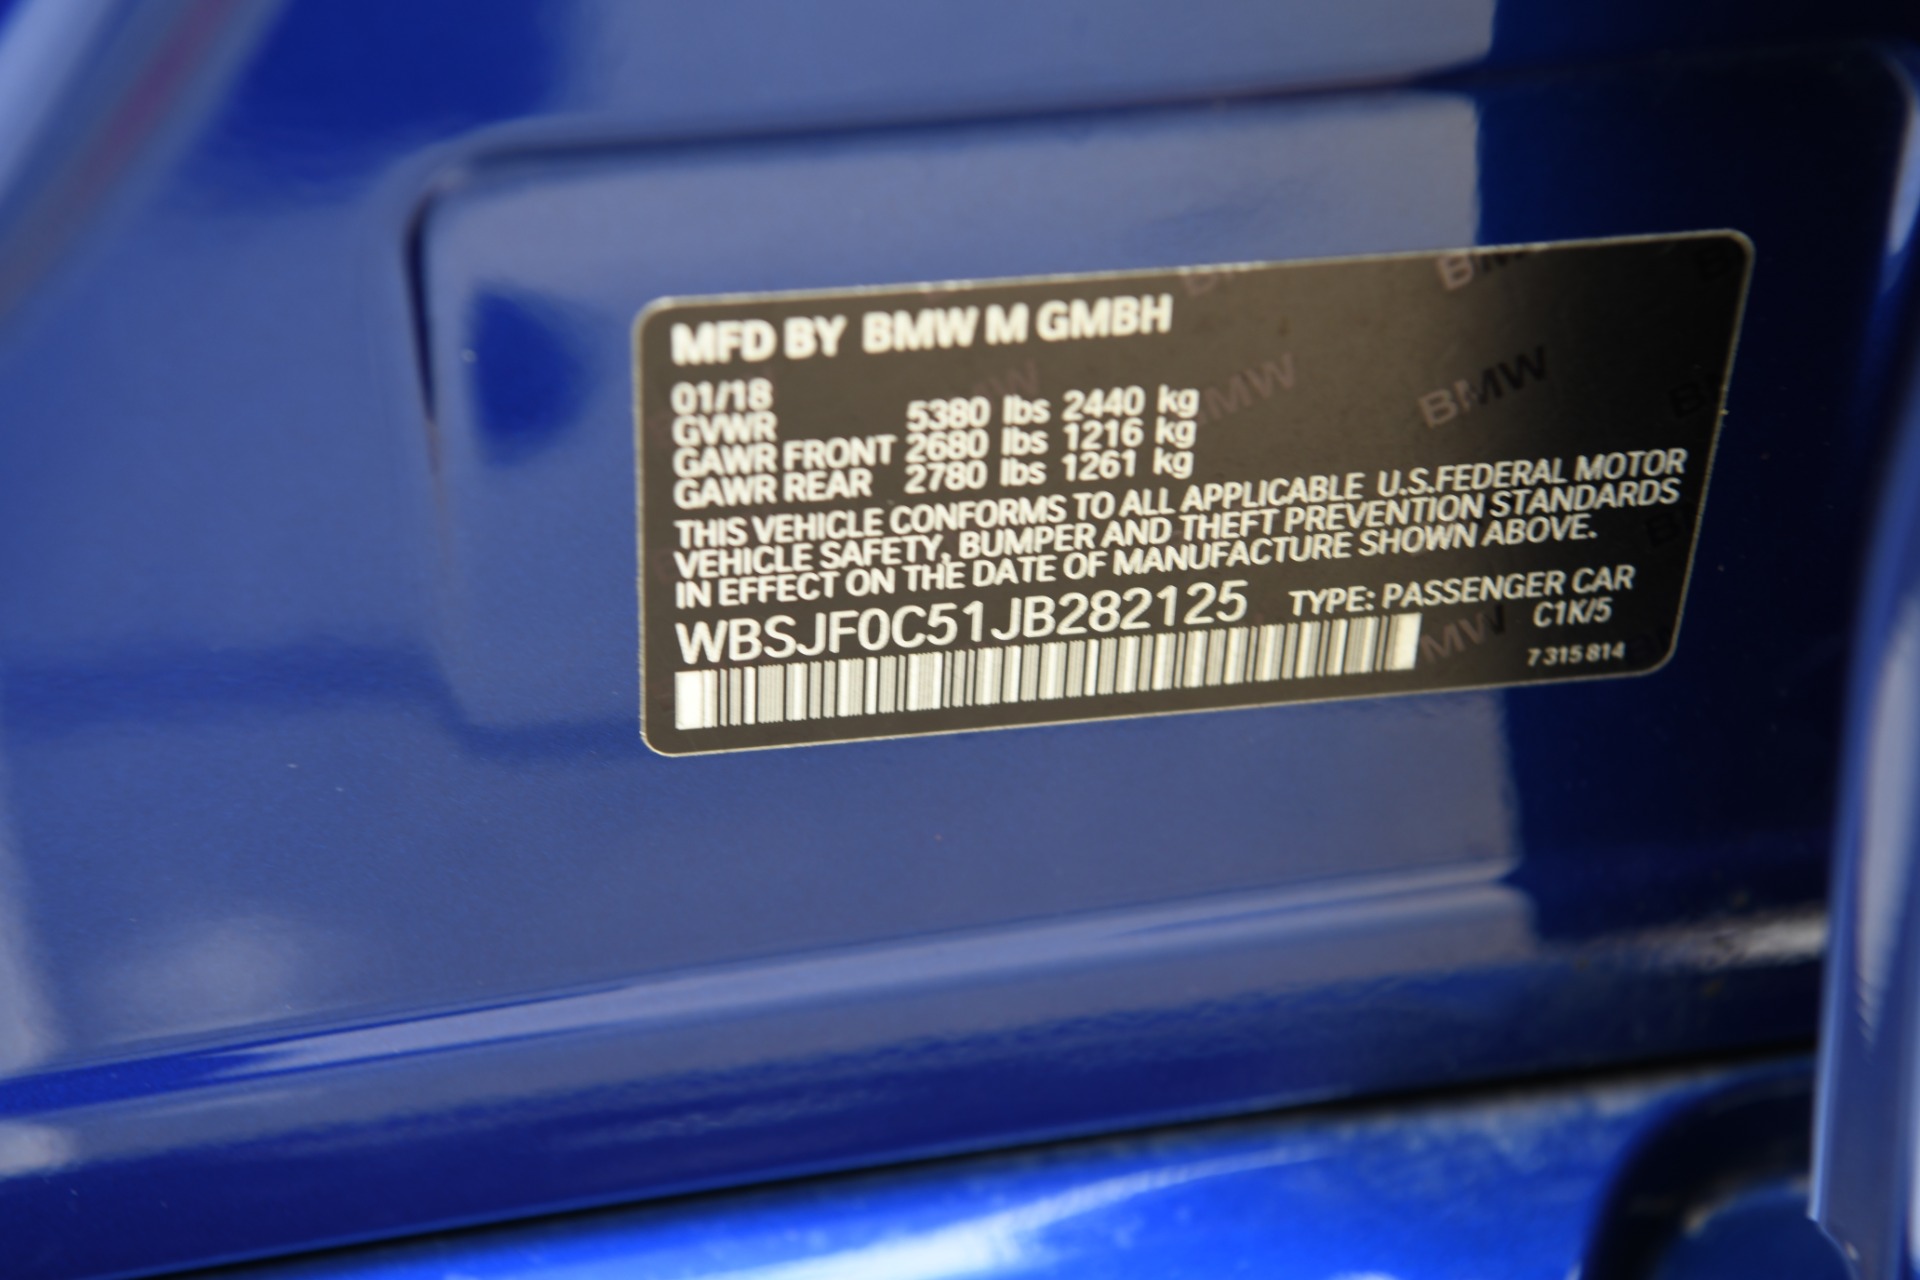 MFD BY BMW M GMBH
01/18
GVWR 5380 lbs 2440 kg
GAWR FRONT 2680 lbs 1216 kg
GAWR REAR 2780 lbs 1261 kg
THIS VEHICLE CONFORMS TO ALL APPLICABLE U.S.FEDERAL MOTOR
VEHICLE SAFETY, BUMPER AND THEFT PREVENTION STANDARDS
IN EFFECT ON THE DATE OF MANUFACTURE SHOWN ABOVE.
WBSJF0C51JB282125 TYPE: PASSENGER CAR
C1K/5
7 315 814